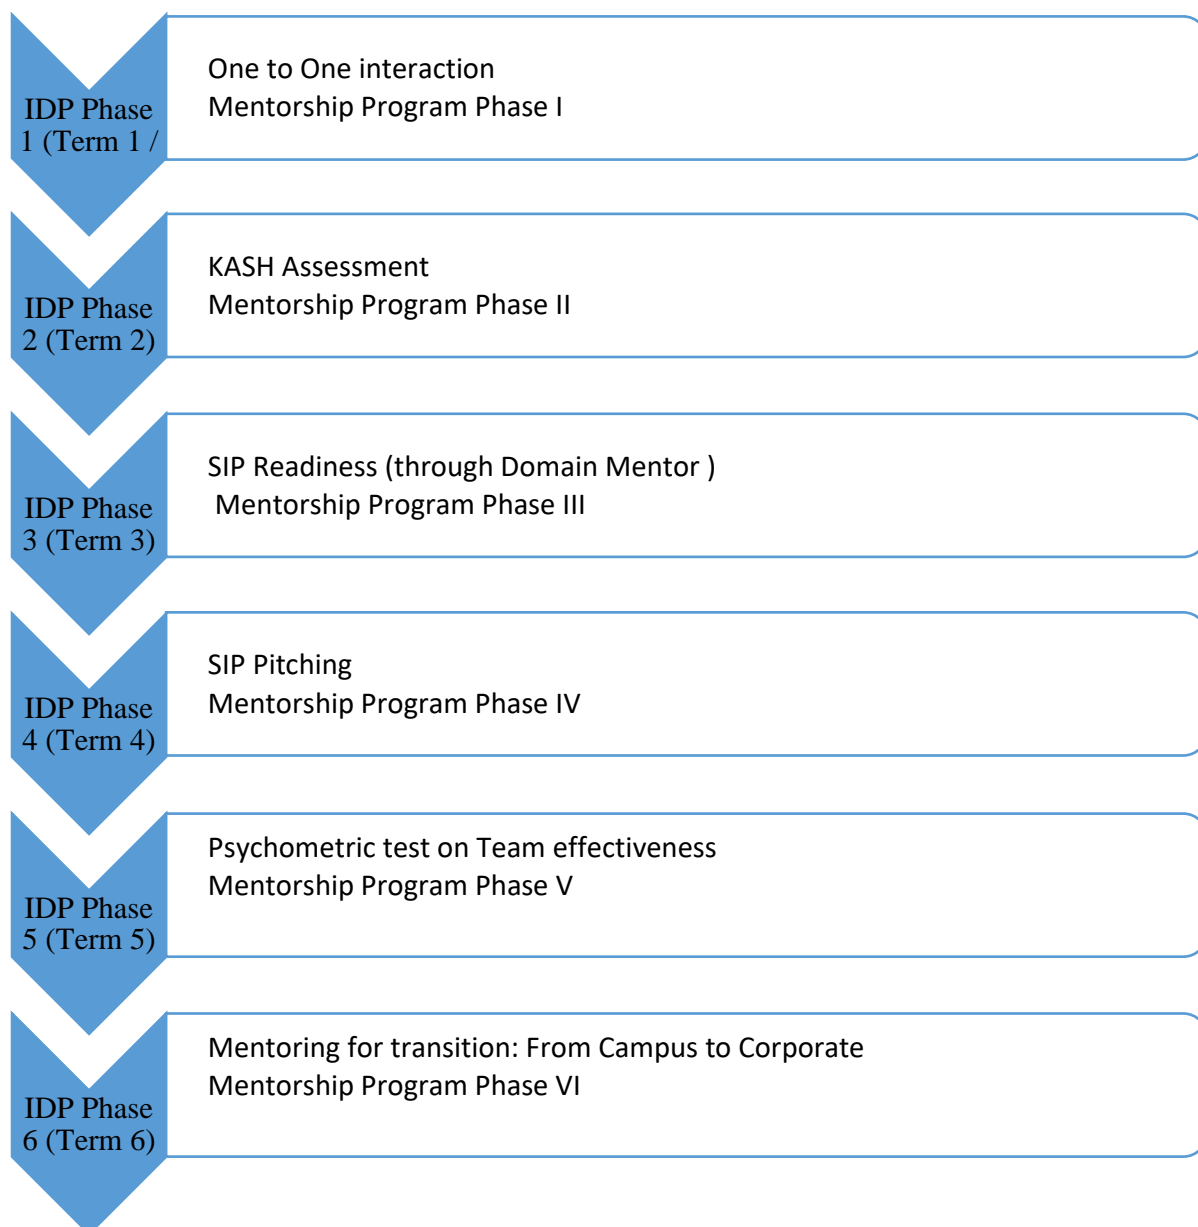 IDP Phase
1 (Term 1 /
One to One interaction
Mentorship Program Phase I
IDP Phase
2 (Term 2)
KASH Assessment
Mentorship Program Phase II
IDP Phase
3 (Term 3)
SIP Readiness (through Domain Mentor )
Mentorship Program Phase III
IDP Phase
4 (Term 4)
SIP Pitching
Mentorship Program Phase IV
IDP Phase
5 (Term 5)
Psychometric test on Team effectiveness
Mentorship Program Phase V
IDP Phase
6 (Term 6)
Mentoring for transition: From Campus to Corporate
Mentorship Program Phase VI